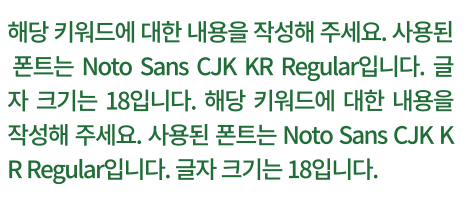 해당 키워드에 대한 내용을 작성해 주세요. 사용된
폰트는 Noto Sans CJK KR Regular입니다. 글
자 크기는 18입니다. 해당 키워드에 대한 내용을
작성해 주세요. 사용된 폰트는 Noto Sans CJK K
R Regular입니다. 글자 크기는 18입니다.